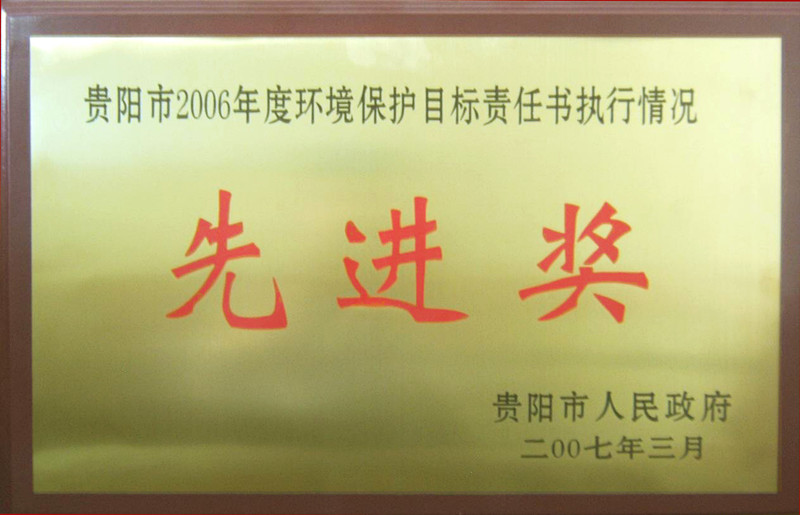 贵阳市2006年度环境保护目标责任书执行情况
先进奖
贵阳市人民政府
二00七年三月